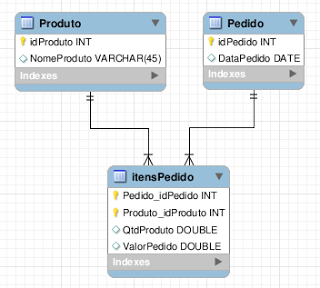 Produto
idProduto INT
NomeProduto VARCHAR(45)
Indexes
Pedido
idPedido INT
DataPedido DATE
Indexes
itensPedido
Pedido_idPedido INT
Produto_idProduto INT
QtdProduto DOUBLE
ValorPedido DOUBLE
Indexes